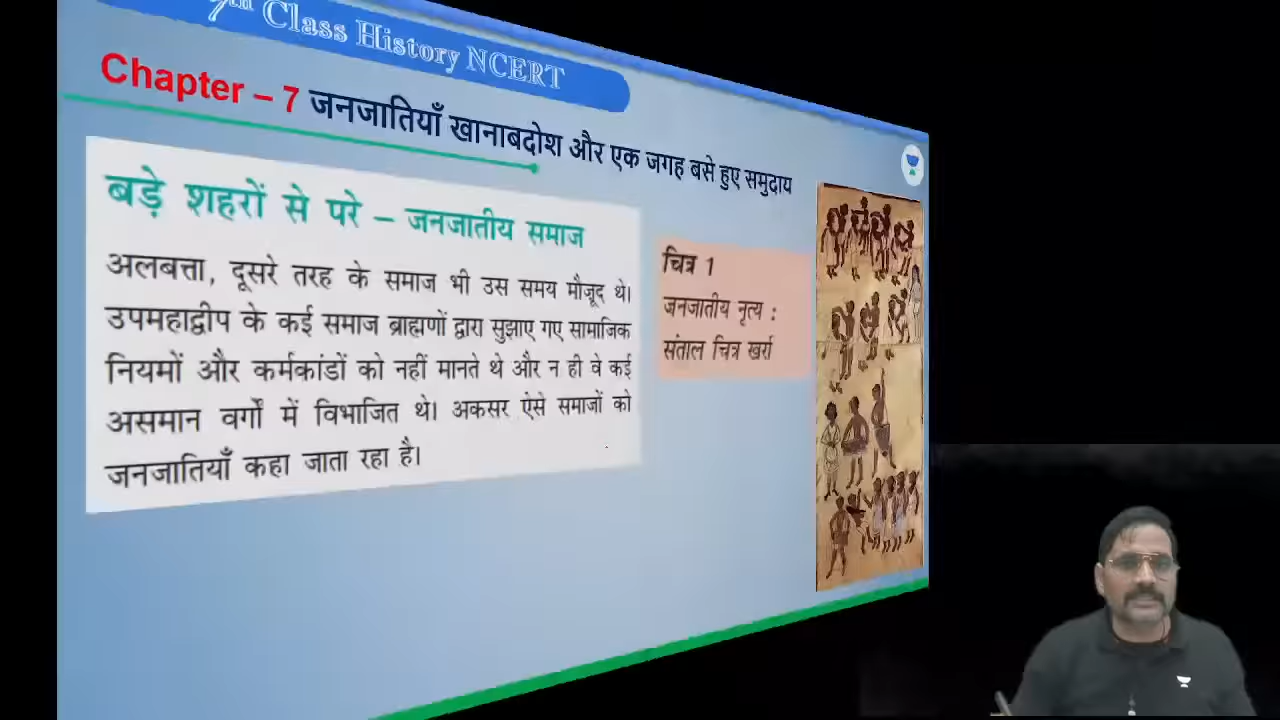 7th Class History NCERT
Chapter – 7 जनजातियाँ खानाबदोश और एक जगह बसे हुए समुदाय
बड़े शहरों से परे – जनजातीय समाज
अलबत्ता, दूसरे तरह के समाज भी उस समय मौजूद थे।
उपमहाद्वीप के कई समाज ब्राह्मणों द्वारा सुझाए गए सामाजिक
नियमों और कर्मकांडों को नहीं मानते थे और न ही वे कई
असमान वर्गों में विभाजित थे। अकसर ऐसे समाजों को
जनजातियाँ कहा जाता रहा है।
चित्र 1
जनजातीय नृत्य :
संताल चित्र खर्रा